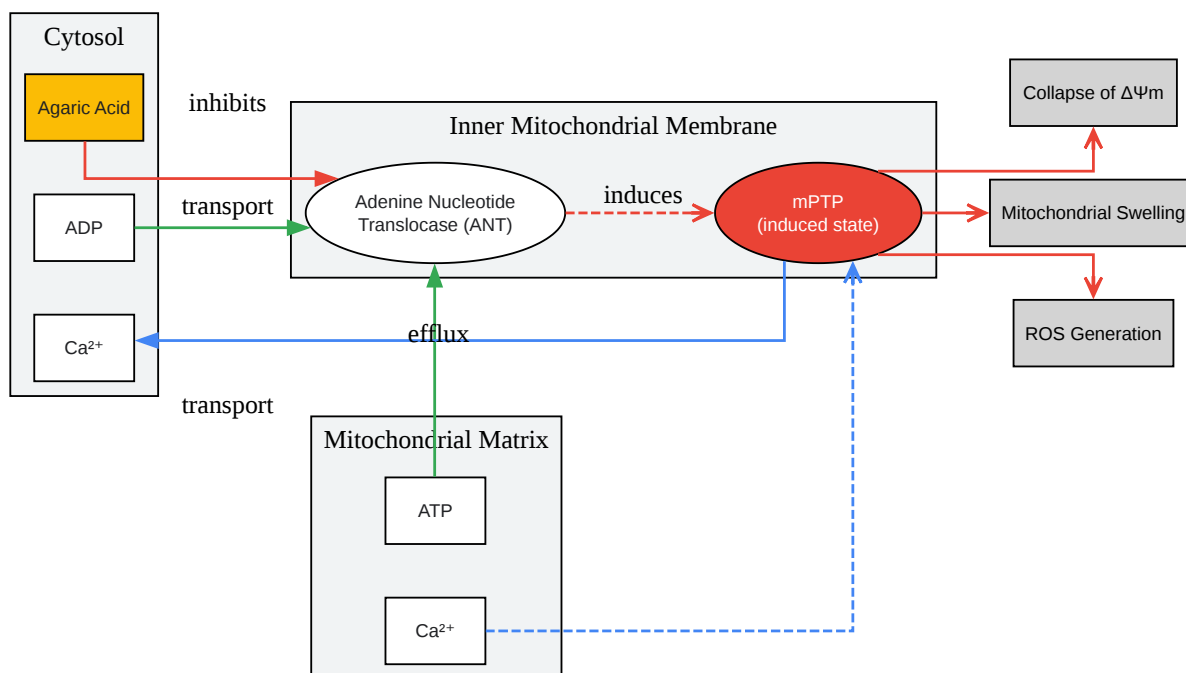 Cytosol
Agaric Acid
inhibits
Inner Mitochondrial Membrane
Collapse of ΔΨm
ADP
transport
Adenine Nucleotide
Translocase (ANT)
induces
mPTP
(induced state)
Mitochondrial Swelling
Ca²⁺
efflux
ROS Generation
transport
Mitochondrial Matrix
ATP
Ca²⁺